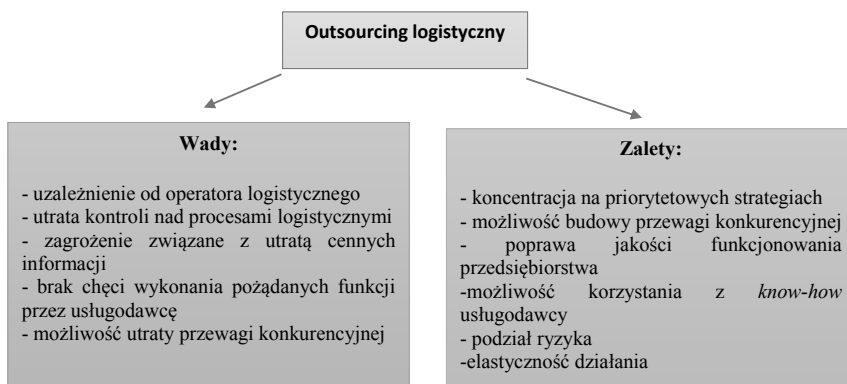 Outsourcing logistyczny
Wady:
- uzależnienie od operatora logistycznego
- utrata kontroli nad procesami logistycznymi
- zagrożenie związane z utratą cennych
informacji
- brak chęci wykonania pożądanych funkcji
przez usługodawcę
- możliwość utraty przewagi konkurencyjnej
Zalety:
- koncentracja na priorytetowych strategiach
- możliwość budowy przewagi konkurencyjnej
- poprawa jakości funkcjonowania
przedsiębiorstwa
-możliwość korzystania z know-how
usługodawcy
- podział ryzyka
-elastyczność działania